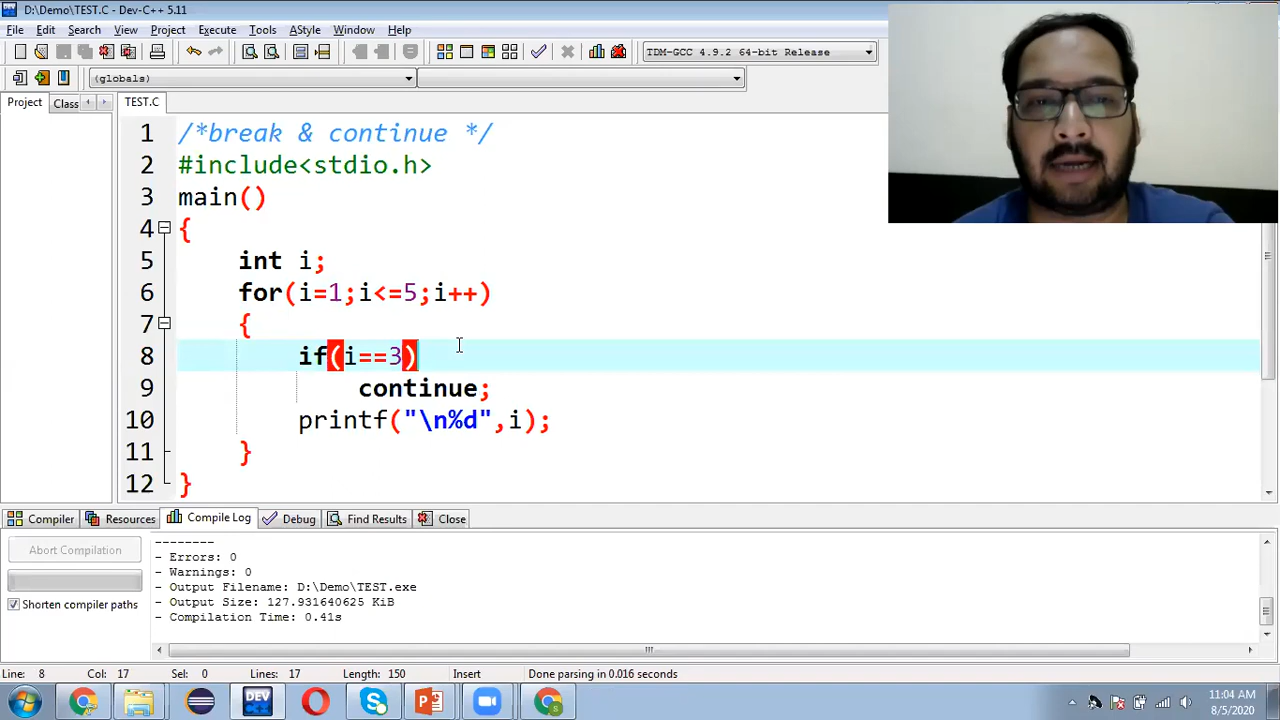 D:\Demo\TEST.C - Dev-C++ 5.11
File Edit Search View Project Execute Tools AStyle Window Help
TDM-GCC 4.9.2 64-bit Release
(globals)
Project Class TEST.C
1 /*break & continue */
2 #include<stdio.h>
3 main()
4 {
5 int i;
6 for(i=1;i<=5;i++)
7 {
8 if(i==3)
9 continue;
10 printf("\n%d",i);
11 }
12 }
Compiler Resources Compile Log Debug Find Results Close
Abort Compilation
Shorten compiler paths
--------
- Errors: 0
- Warnings: 0
- Output Filename: D:\Demo\TEST.exe
- Output Size: 127.931640625 KiB
- Compilation Time: 0.41s
Line: 8 Col: 17 Sel: 0 Lines: 17 Length: 150 Insert Done parsing in 0.016 seconds
DEV
11:04 AM
8/5/2020